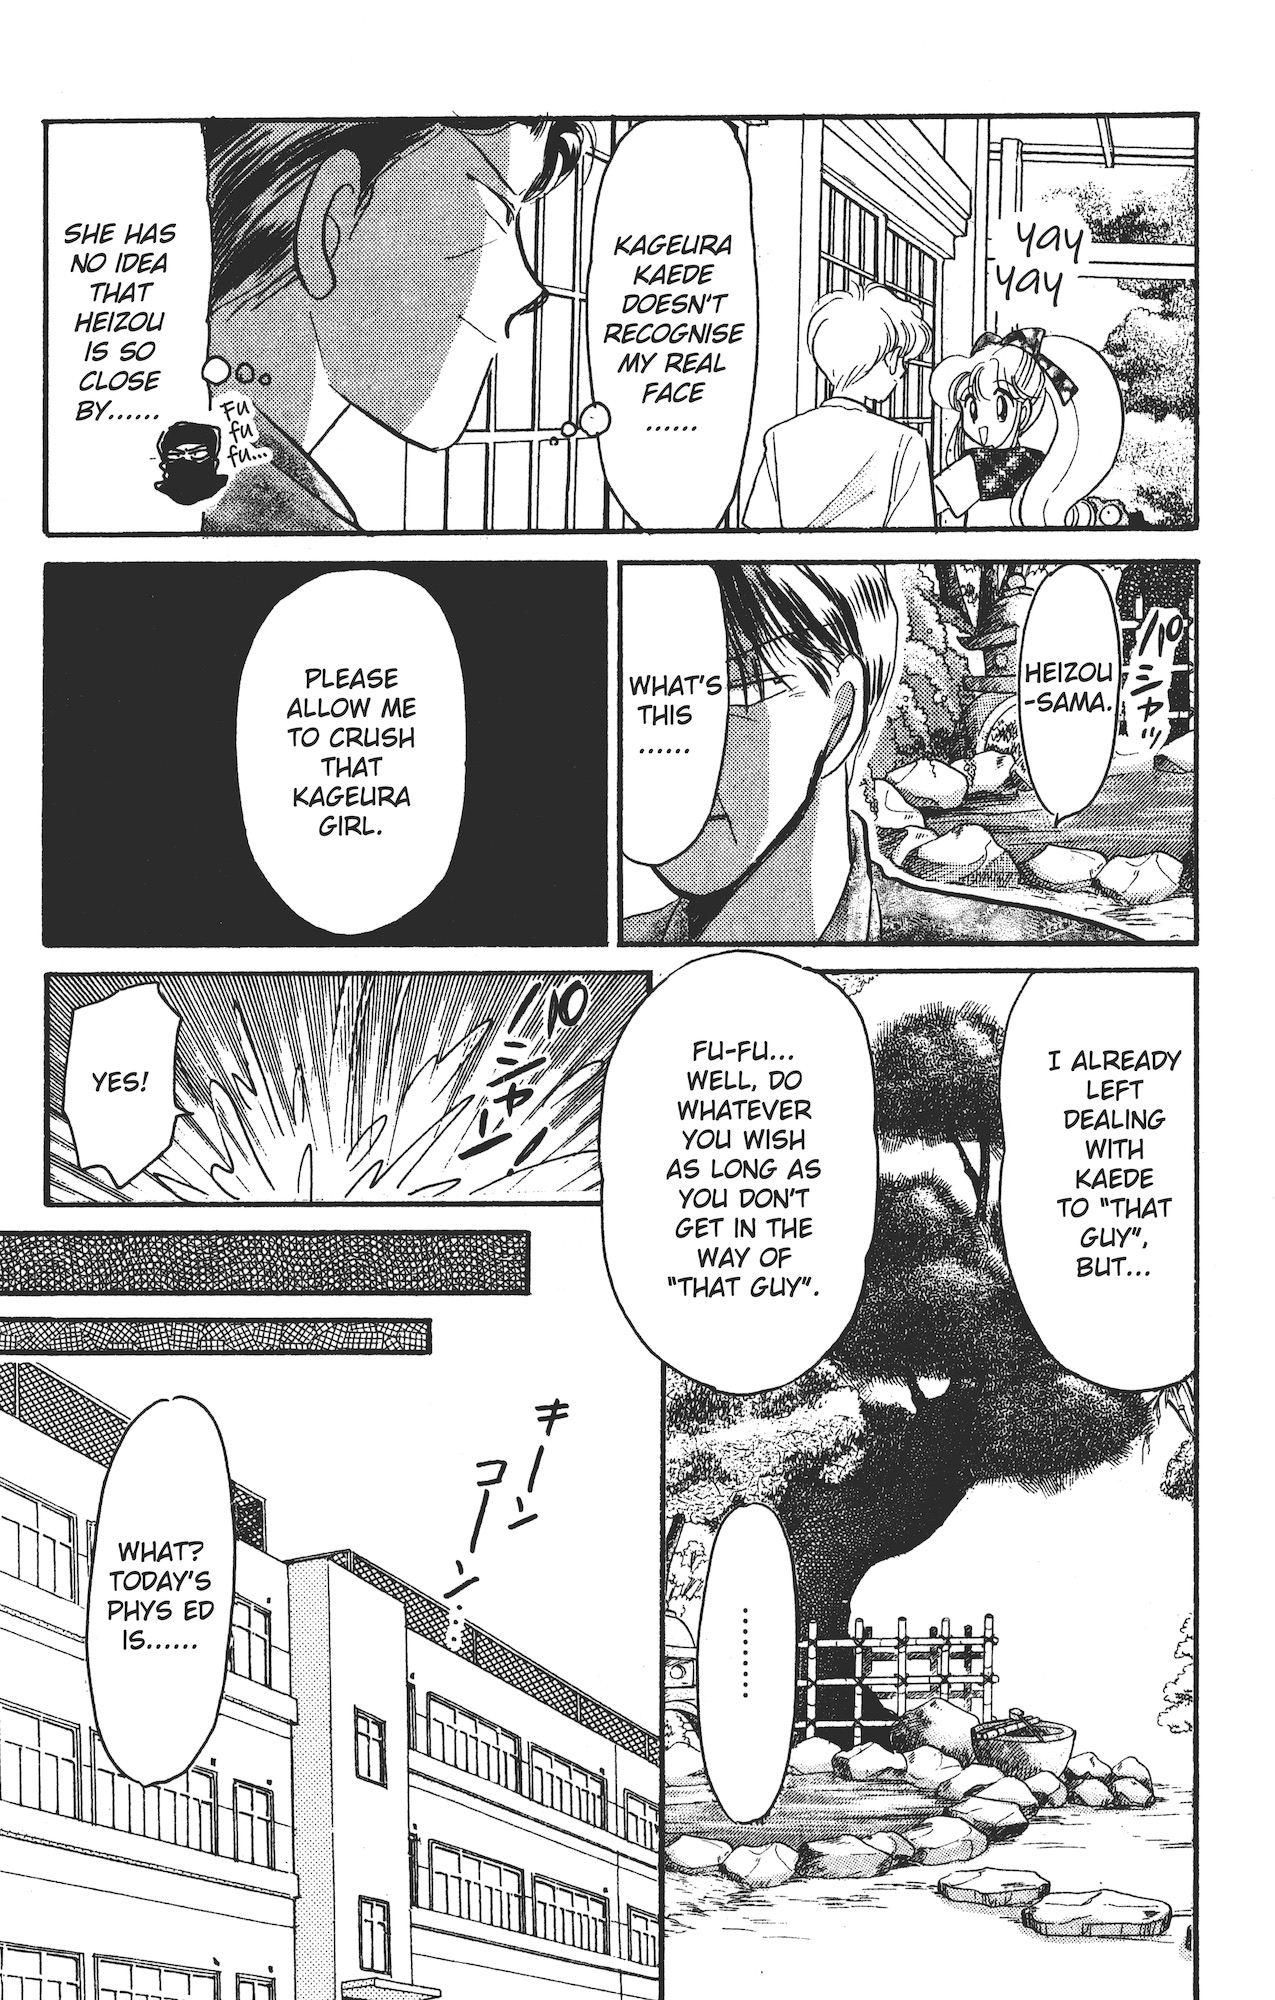 yay
yay
KAGEURA
KAEDE
DOESN'T
RECOGNISE
MY REAL
FACE
......
SHE HAS
NO IDEA
THAT
HEIZOU
IS SO
CLOSE
BY......
Fu
fu
fu...
パシャッ
HEIZOU
-SAMA.
WHAT'S
THIS
......
PLEASE
ALLOW ME
TO CRUSH
THAT
KAGEURA
GIRL.
I ALREADY
LEFT
DEALING
WITH
KAEDE
TO "THAT
GUY",
BUT...
FU-FU...
WELL, DO
WHATEVER
YOU WISH
AS LONG AS
YOU DON'T
GET IN THE
WAY OF
"THAT GUY".
.........
パシャーン!
YES!
キーン
コーン……
WHAT?
TODAY'S
PHYS ED
IS......